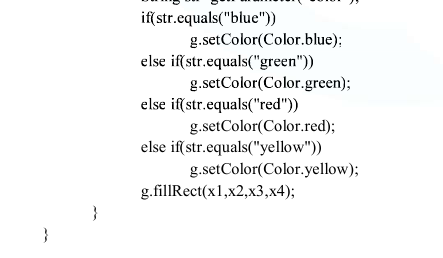 if(str.equals("blue"))
g.setColor(Color.blue);
else if(str.equals("green"))
g.setColor(Color.green);
else if(str.equals("red"))
g.setColor(Color.red);
else if(str.equals("yellow"))
g.setColor(Color.yellow);
g.fillRect(x1,x2,x3,x4);
}
}